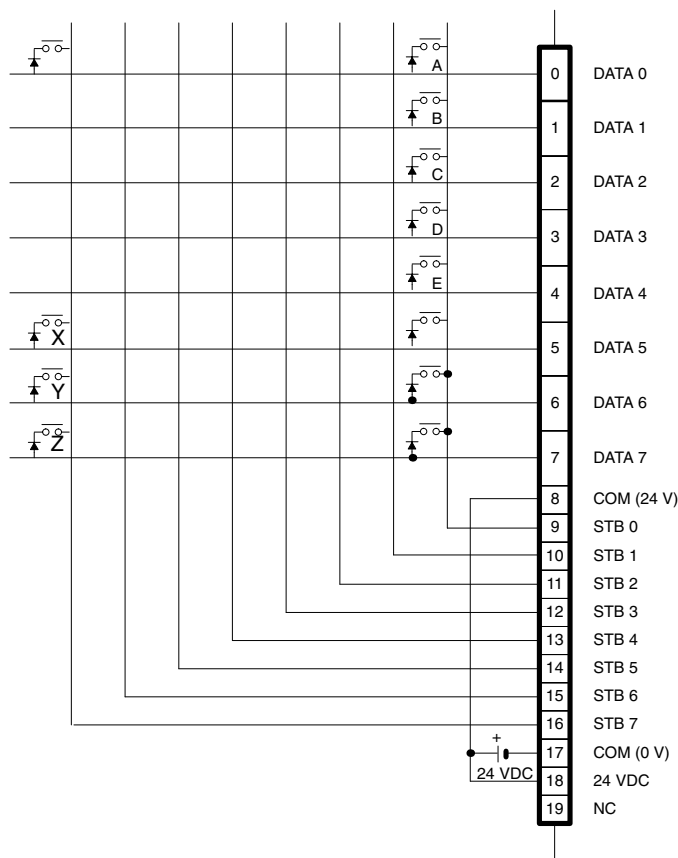 A 0 DATA 0
B 1 DATA 1
C 2 DATA 2
D 3 DATA 3
E 4 DATA 4
X 5 DATA 5
Y 6 DATA 6
Z 7 DATA 7
8 COM (24 V)
9 STB 0
10 STB 1
11 STB 2
12 STB 3
13 STB 4
14 STB 5
15 STB 6
16 STB 7
+ 17 COM (0 V)
24 VDC 18 24 VDC
19 NC